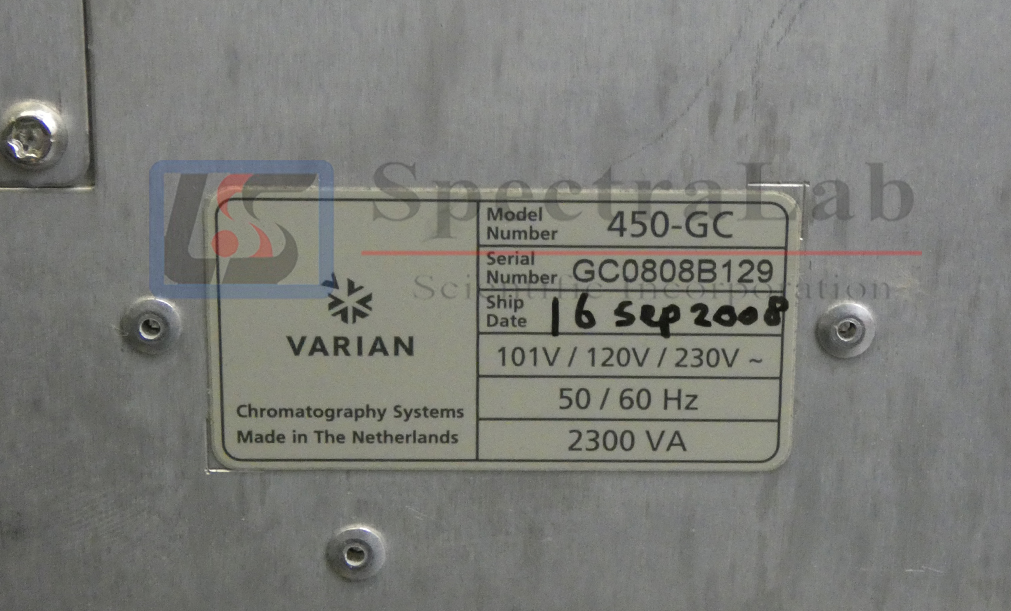 SpectraLab
Scientific Incorporation
VARIAN
Chromatography Systems
Made in The Netherlands
Model Number 450-GC
Serial Number GC0808B129
Ship Date 16 Sep 2008
101V / 120V / 230V ~
50 / 60 Hz
2300 VA